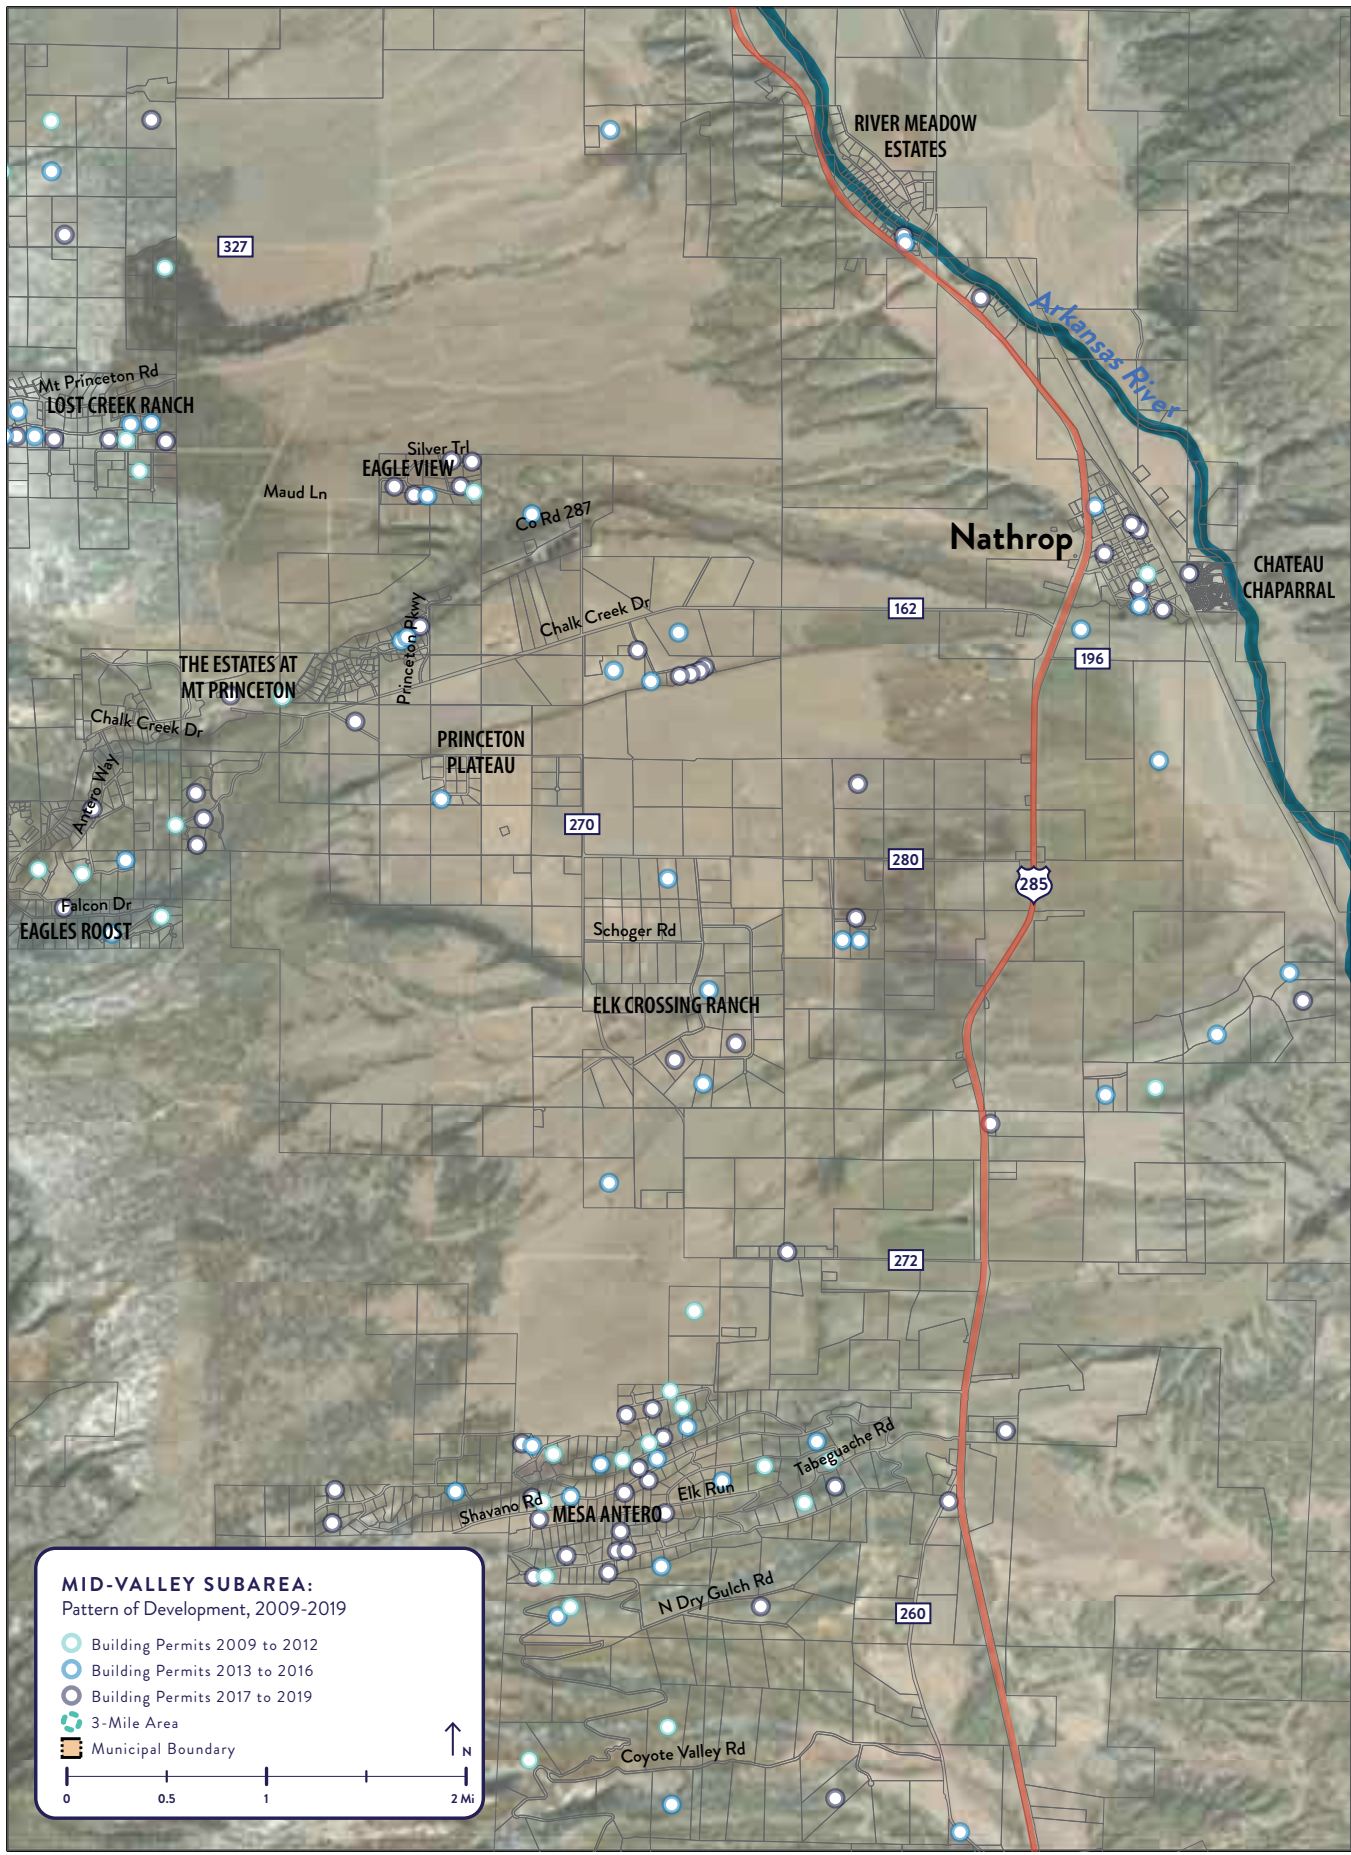 RIVER MEADOW
ESTATES
327
Arkansas River
Mt Princeton Rd
LOST CREEK RANCH
Silver Trl
EAGLE VIEW
Maud Ln
Co Rd 287
Nathrop
CHATEAU
CHAPARRAL
Princeton Pkwy
Chalk Creek Dr
162
196
THE ESTATES AT
MT PRINCETON
Chalk Creek Dr
PRINCETON
PLATEAU
Antero Way
270
280
285
Falcon Dr
EAGLES ROOST
Schoger Rd
ELK CROSSING RANCH
272
Tabeguache Rd
Elk Run
Shavano Rd
MESA ANTERO
N Dry Gulch Rd
260
Coyote Valley Rd
MID-VALLEY SUBAREA:
Pattern of Development, 2009-2019
Building Permits 2009 to 2012
Building Permits 2013 to 2016
Building Permits 2017 to 2019
3-Mile Area
Municipal Boundary
N
0 0.5 1 2 Mi